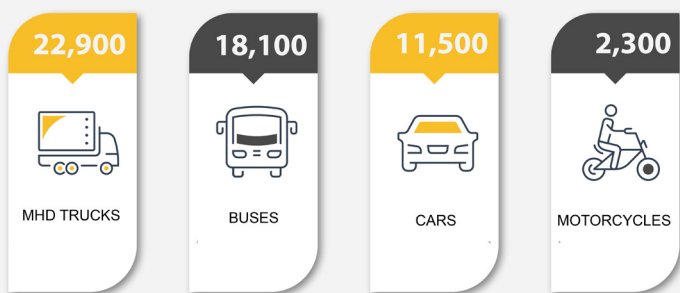 22,900
MHD TRUCKS
18,100
BUSES
11,500
CARS
2,300
MOTORCYCLES